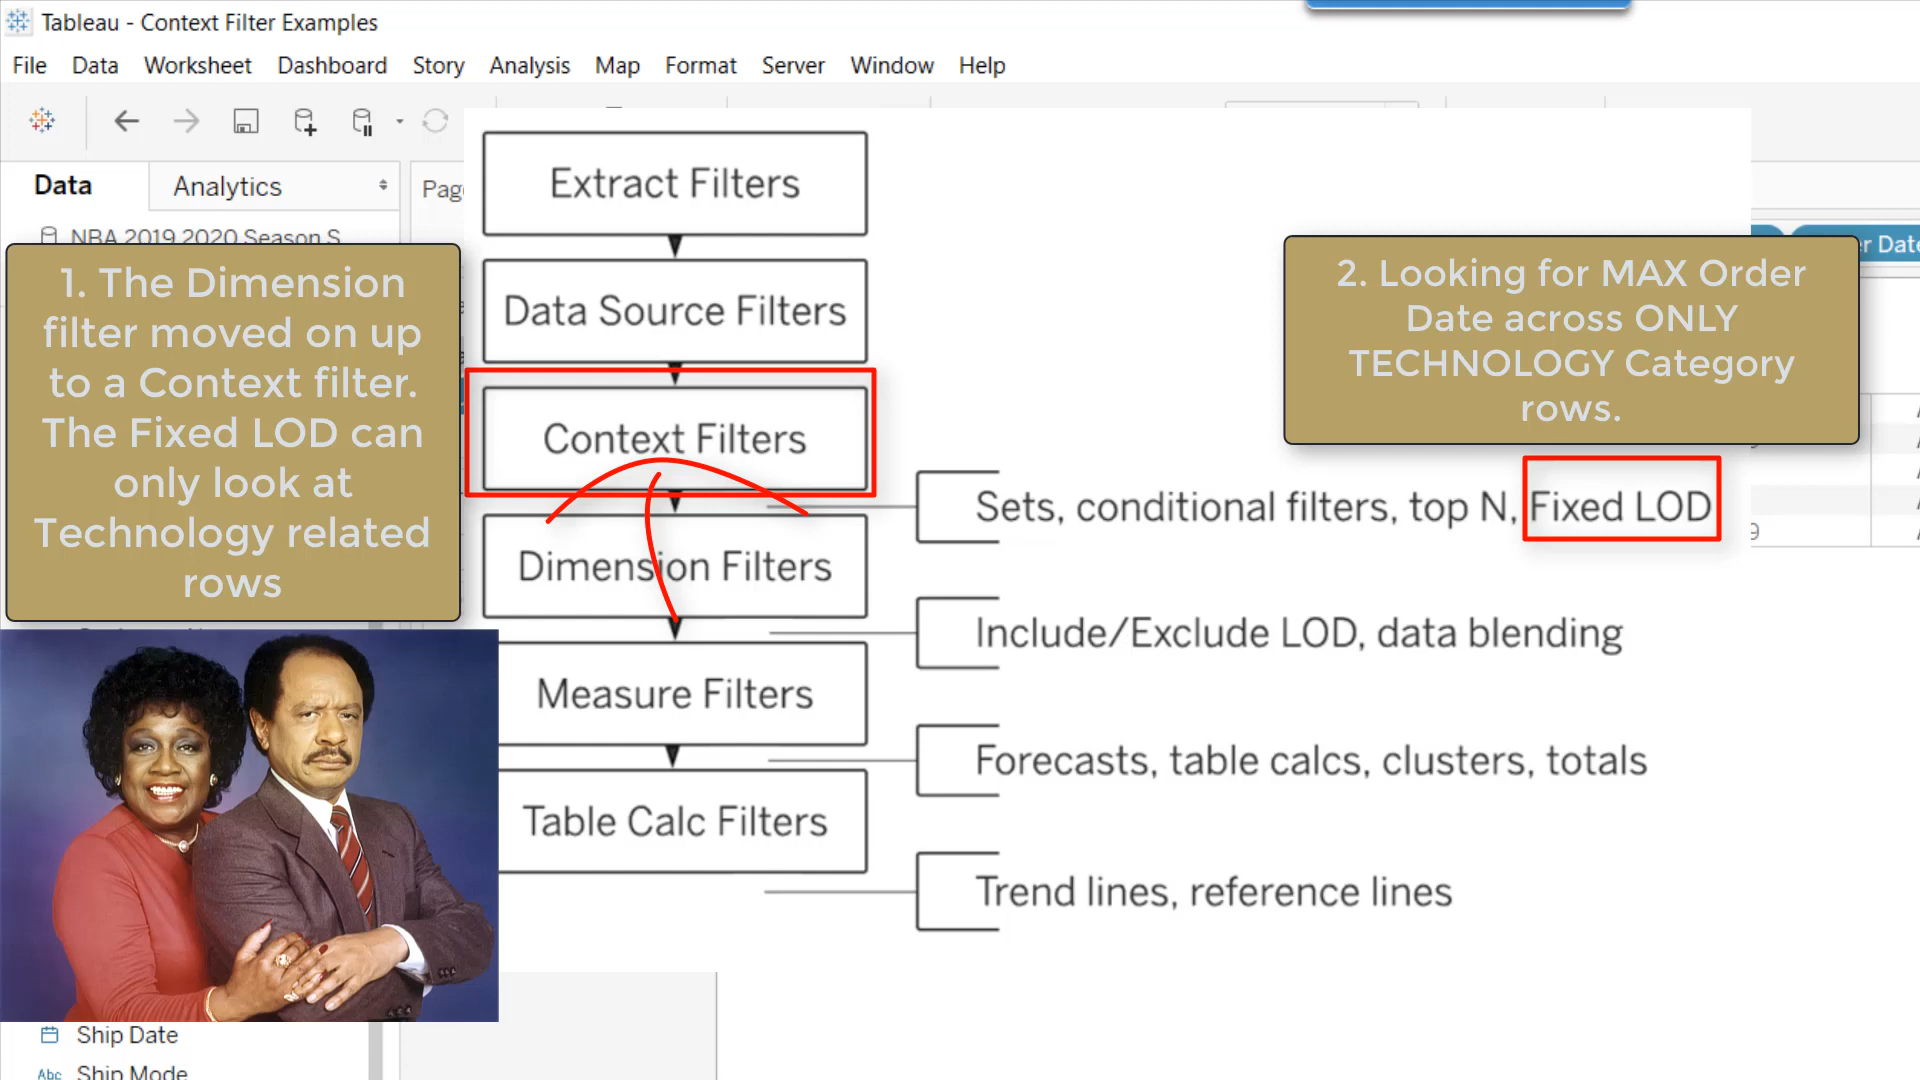 Tableau - Context Filter Examples
File Data Worksheet Dashboard Story Analysis Map Format Server Window Help
Data
Analytics
NBA 2019 2020 Season S
1. The Dimension
filter moved on up
to a Context filter.
The Fixed LOD can
only look at
Technology related
rows
Extract Filters
Data Source Filters
Context Filters
Dimension Filters
Measure Filters
Table Calc Filters
2. Looking for MAX Order
Date across ONLY
TECHNOLOGY Category
rows.
Sets, conditional filters, top N, Fixed LOD
Include/Exclude LOD, data blending
Forecasts, table calcs, clusters, totals
Trend lines, reference lines
Ship Date
Abc Ship Mode